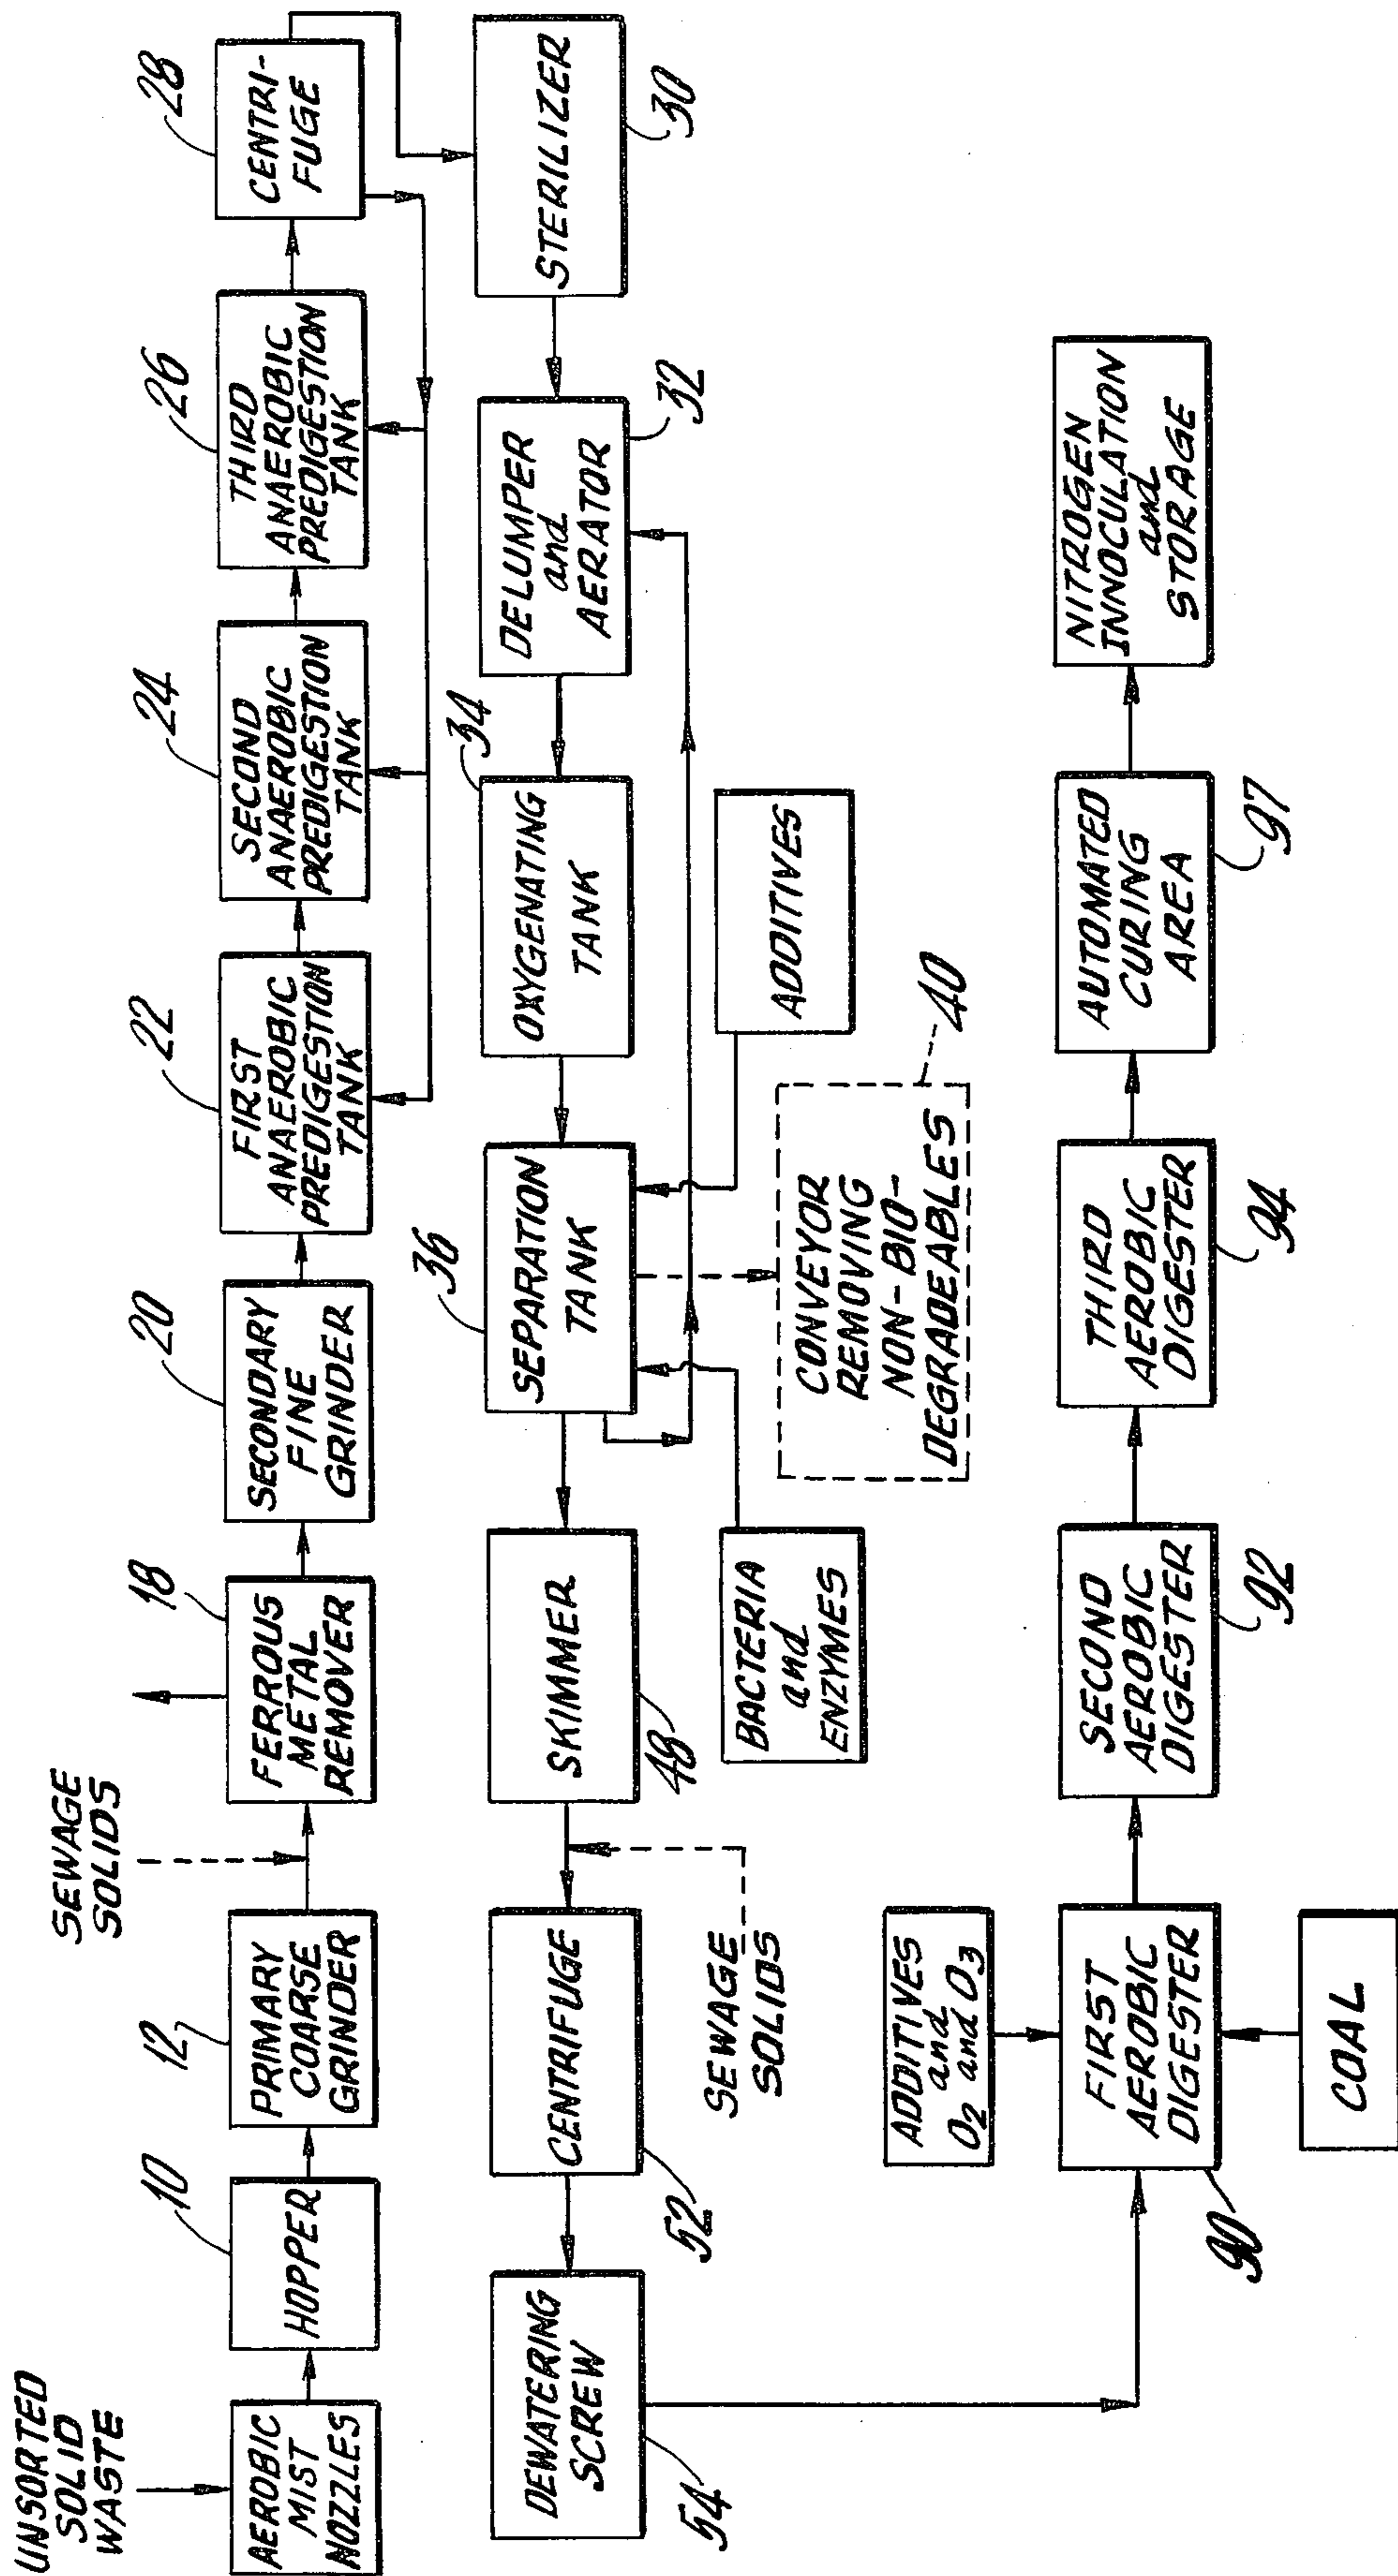 UNSORTED
SOLID
WASTE
AEROBIC
MIST
NOZZLES
10
HOPPER
12
PRIMARY
COARSE
GRINDER
SEWAGE
SOLIDS
18
FERROUS
METAL
REMOVER
20
SECONDARY
FINE
GRINDER
22
FIRST
ANAEROBIC
PREDIGESTION
TANK
24
SECOND
ANAEROBIC
PREDIGESTION
TANK
26
THIRD
ANAEROBIC
PREDIGESTION
TANK
28
CENTRI-
FUGE
STERILIZER
30
DELUMPER
and
AERATOR
32
34
OXYGENATING
TANK
36
SEPARATION
TANK
ADDITIVES
CONVEYOR
REMOVING
NON-BIO-
DEGRADEABLES
40
BACTERIA
and
ENZYMES
SKIMMER
48
SEWAGE
SOLIDS
CENTRIFUGE
52
DEWATERING
SCREW
54
ADDITIVES
and
O2 and O3
FIRST
AEROBIC
DIGESTER
90
COAL
SECOND
AEROBIC
DIGESTER
92
THIRD
AEROBIC
DIGESTER
94
AUTOMATED
CURING
AREA
97
NITROGEN
INNOCULATION
and
STORAGE